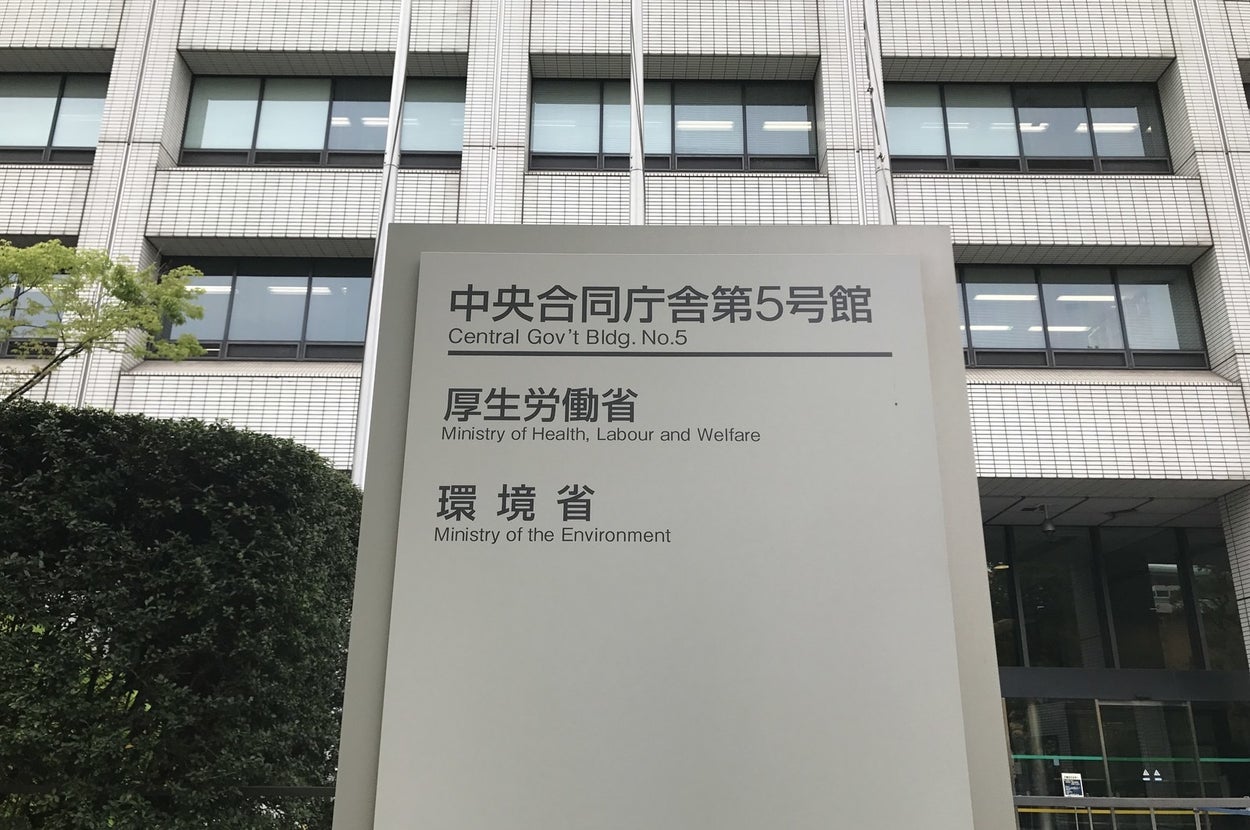 中央合同庁舎第5号館
Central Gov't Bldg. No.5
厚生労働省
Ministry of Health, Labour and Welfare
環境省
Ministry of the Environment